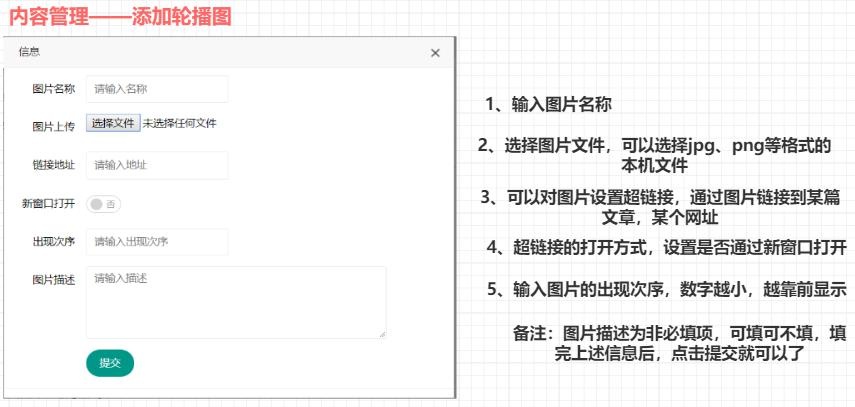 内容管理——添加轮播图
信息
图片名称 请输入名称
图片上传 选择文件 未选择任何文件
链接地址 请输入地址
新窗口打开 否
出现次序 请输入出现次序
图片描述 请输入描述
提交
1、输入图片名称
2、选择图片文件，可以选择jpg、png等格式的
本机文件
3、可以对图片设置超链接，通过图片链接到某篇
文章，某个网址
4、超链接的打开方式，设置是否通过新窗口打开
5、输入图片的出现次序，数字越小，越靠前显示
备注：图片描述为非必填项，可填可不填，填
完上述信息后，点击提交就可以了